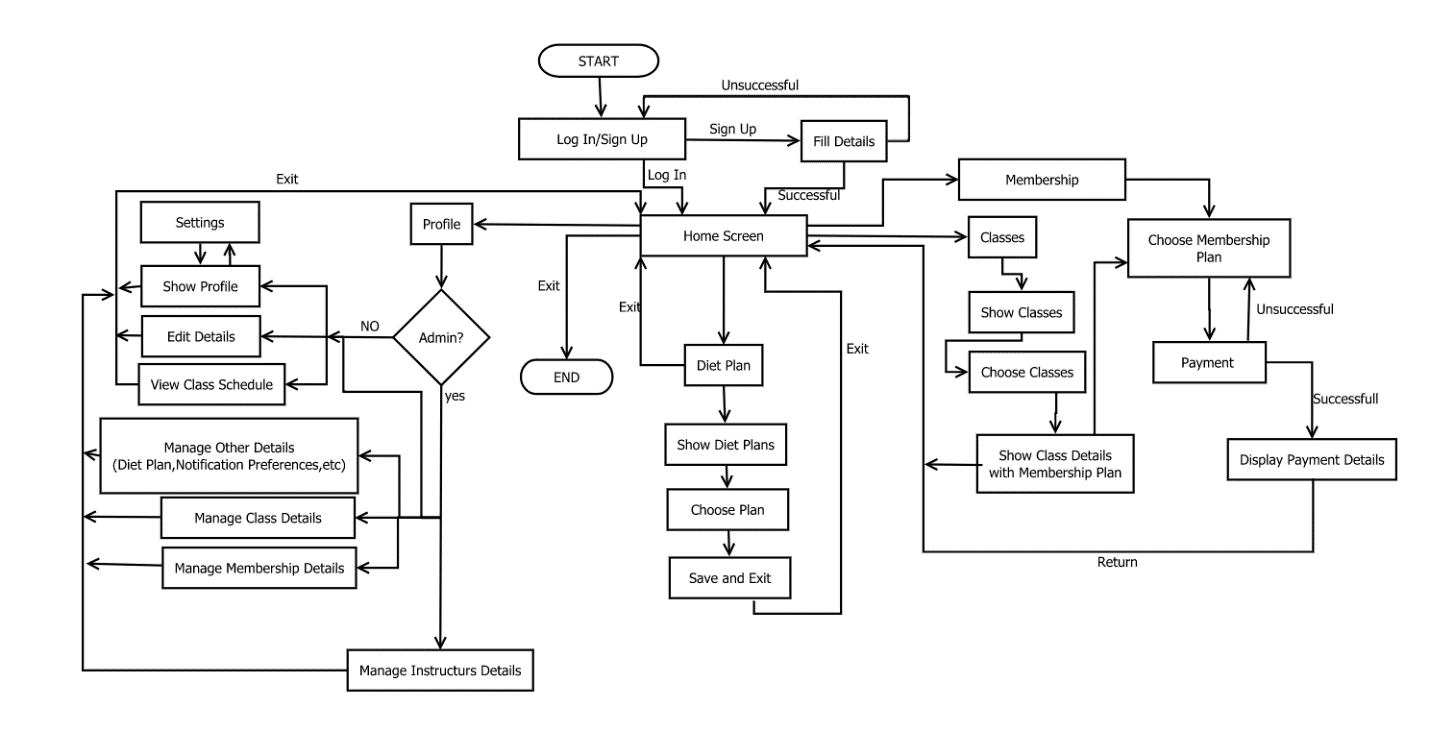 START
Unsuccessful
Log In/Sign Up
Sign Up
Fill Details
Log In
Successful
Exit
Settings
Profile
Home Screen
Membership
Classes
Choose Membership
Plan
Show Profile
Exit
Exit
Show Classes
Unsuccessful
NO
Edit Details
Admin?
Diet Plan
Exit
Payment
View Class Schedule
yes
END
Choose Classes
Successfull
Manage Other Details
(Diet Plan,Notification Preferences,etc)
Show Diet Plans
Show Class Details
with Membership Plan
Display Payment Details
Manage Class Details
Choose Plan
Manage Membership Details
Save and Exit
Return
Manage Instructurs Details